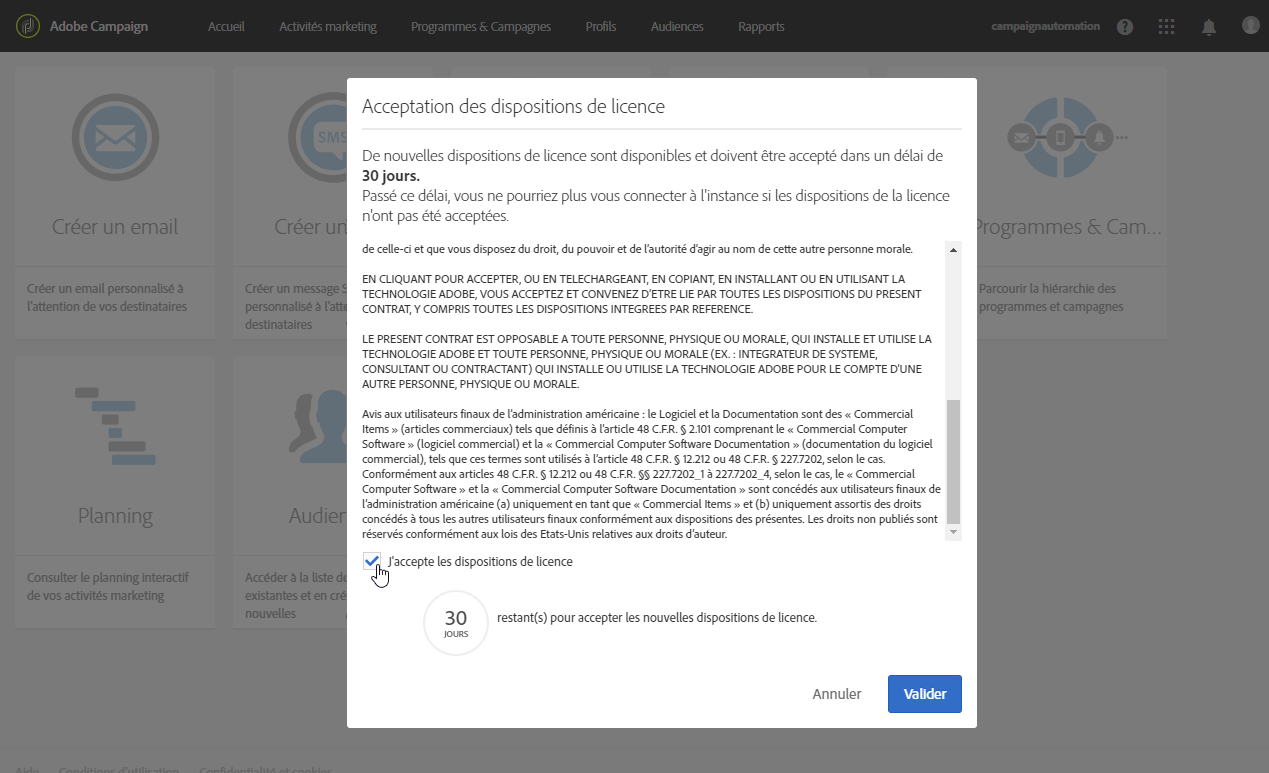 Adobe Campaign
Accueil
Activités marketing
Programmes & Campagnes
Profils
Audiences
Rapports
campaignautomation
?
SMS
Créer un email
Créer un
Programmes & Cam...
Créer un email personnalisé à
l'attention de vos destinataires
Créer un message S
personnalisé à l'atte
destinataires
Parcourir la hiérarchie des
programmes et campagnes
Planning
Audien
Consulter le planning interactif
de vos activités marketing
Accéder à la liste de
existantes et en cré
nouvelles
Acceptation des dispositions de licence
De nouvelles dispositions de licence sont disponibles et doivent être accepté dans un délai de
30 jours.
Passé ce délai, vous ne pourriez plus vous connecter à l'instance si les dispositions de la licence
n'ont pas été acceptées.
de celle-ci et que vous disposez du droit, du pouvoir et de l'autorité d'agir au nom de cette autre personne morale.
EN CLIQUANT POUR ACCEPTER, OU EN TELECHARGEANT, EN COPIANT, EN INSTALLANT OU EN UTILISANT LA
TECHNOLOGIE ADOBE, VOUS ACCEPTEZ ET CONVENEZ D'ETRE LIE PAR TOUTES LES DISPOSITIONS DU PRESENT
CONTRAT, Y COMPRIS TOUTES LES DISPOSITIONS INTEGREES PAR REFERENCE.
LE PRESENT CONTRAT EST OPPOSABLE A TOUTE PERSONNE, PHYSIQUE OU MORALE, QUI INSTALLE ET UTILISE LA
TECHNOLOGIE ADOBE ET TOUTE PERSONNE, PHYSIQUE OU MORALE (EX. : INTEGRATEUR DE SYSTEME,
CONSULTANT OU CONTRACTANT) QUI INSTALLE OU UTILISE LA TECHNOLOGIE ADOBE POUR LE COMPTE D'UNE
AUTRE PERSONNE, PHYSIQUE OU MORALE.
Avis aux utilisateurs finaux de l'administration américaine : le Logiciel et la Documentation sont des « Commercial
Items » (articles commerciaux) tels que définis à l'article 48 C.F.R. § 2.101 comprenant le « Commercial Computer
Software » (logiciel commercial) et la « Commercial Computer Software Documentation » (documentation du logiciel
commercial), tels que ces termes sont utilisés à l'article 48 C.F.R. § 12.212 ou 48 C.F.R. § 227.7202, selon le cas.
Conformément aux articles 48 C.F.R. § 12.212 ou 48 C.F.R. §§ 227.7202_1 à 227.7202_4, selon le cas, le « Commercial
Computer Software » et la « Commercial Computer Software Documentation » sont concédés aux utilisateurs finaux de
l'administration américaine (a) uniquement en tant que « Commercial Items » et (b) uniquement assortis des droits
concédés à tous les autres utilisateurs finaux conformément aux dispositions des présentes. Les droits non publiés sont
réservés conformément aux lois des Etats-Unis relatives aux droits d'auteur.
J'accepte les dispositions de licence
30
JOURS
restant(s) pour accepter les nouvelles dispositions de licence.
Annuler
Valider
Aide
Conditions d'utilisation
Confidentialité et cookies